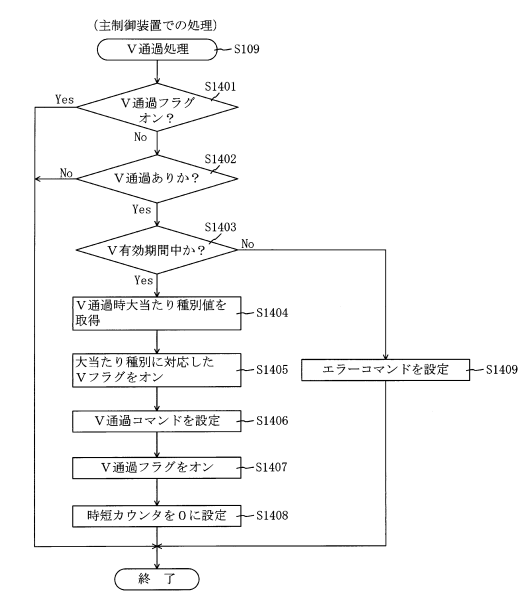 (主制御装置での処理)
V通過処理
S109
S1401
Yes
V通過フラグ
オン?
No
S1402
No
V通過ありか?
Yes
S1403
V有効期間中か?
No
Yes
V通過時大当たり種別値を
取得
S1404
大当たり種別に対応した
Vフラグをオン
S1405
エラーコマンドを設定
S1409
V通過コマンドを設定
S1406
V通過フラグをオン
S1407
時短カウンタを0に設定
S1408
終 了